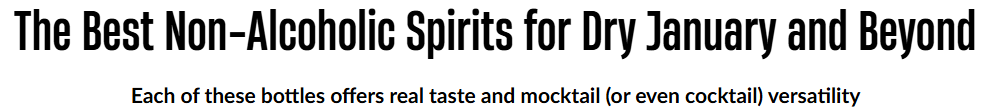 The Best Non-Alcoholic Spirits for Dry January and Beyond
Each of these bottles offers real taste and mocktail (or even cocktail) versatility